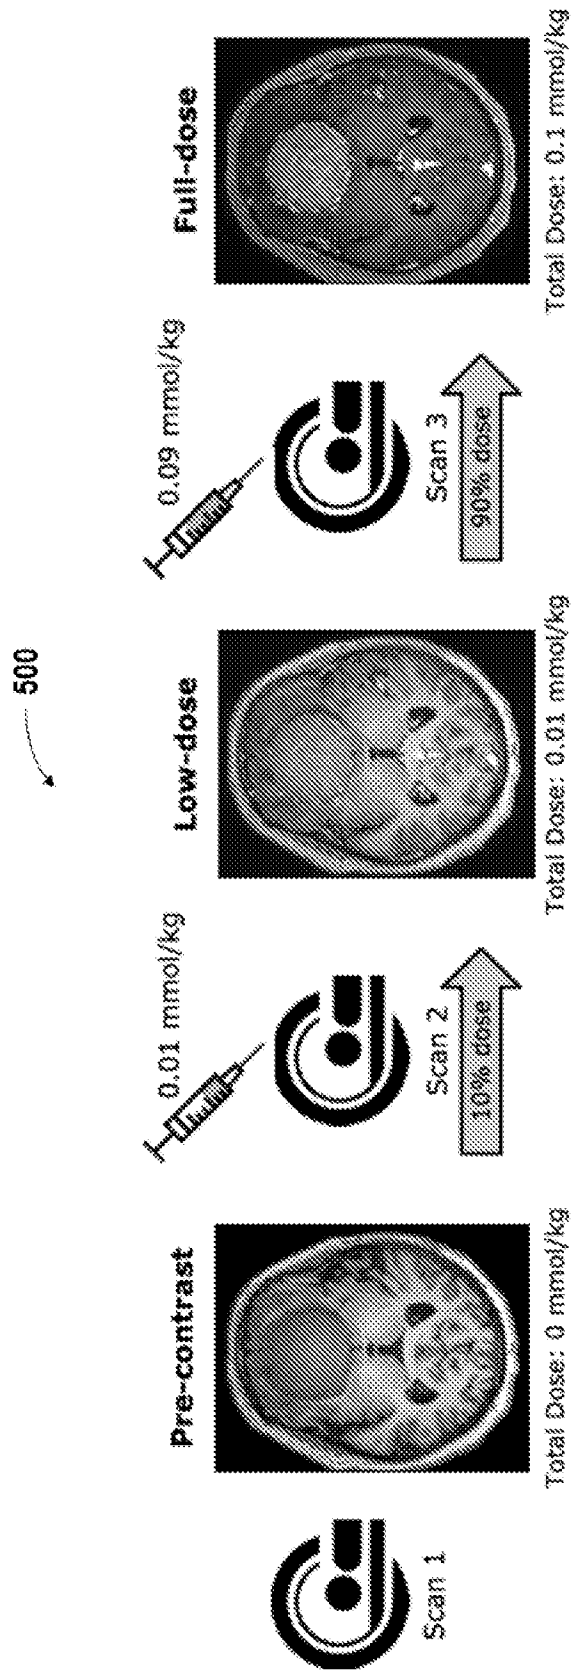 500
Scan 1
Pre-contrast
Total Dose: 0 mmol/kg
0.01 mmol/kg
Scan 2
10% dose
Low-dose
Total Dose: 0.01 mmol/kg
0.09 mmol/kg
Scan 3
90% dose
Full-dose
Total Dose: 0.1 mmol/kg